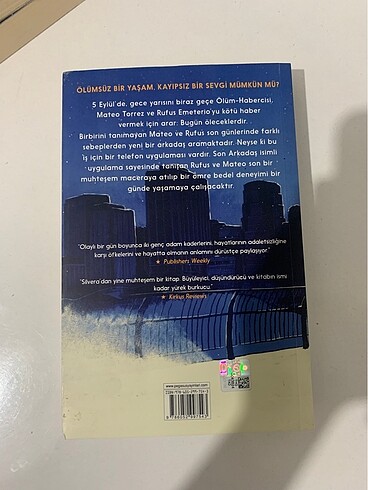 ÖLÜMSÜZ BİR YAŞAM, KAYIPSIZ BİR SEVGİ MÜMKÜN MÜ?
5 Eylül'de, gece yarısını biraz geçe Ölüm-Habercisi,
Mateo Torrez ve Rufus Emeterio'yu kötü haber
vermek için arar: Bugün öleceklerdir.
Birbirini tanımayan Mateo ve Rufus son günlerinde farklı
sebeplerden yeni bir arkadaş aramaktadır. Neyse ki bu
iş için bir telefon uygulaması vardır. Son Arkadaş isimli
uygulama sayesinde tanışan Rufus ve Mateo son bir
muhteşem maceraya atılıp bir ömre bedel deneyimi bir
günde yaşamaya çalışacaktır.
"Olaylı bir gün boyunca iki genç adam kaderlerini, hayatlarının adaletsizliğine
karşı öfkelerini ve hayatta olmanın anlamını dürüstçe paylaşıyor."
★ Publishers Weekly
"Silvera'dan yine muhteşem bir kitap. Büyüleyici, düşündürücü ve kitabın ismi
kadar yürek burkucu."
★ Kirkus Reviews
www.pegasusyayinlari.com